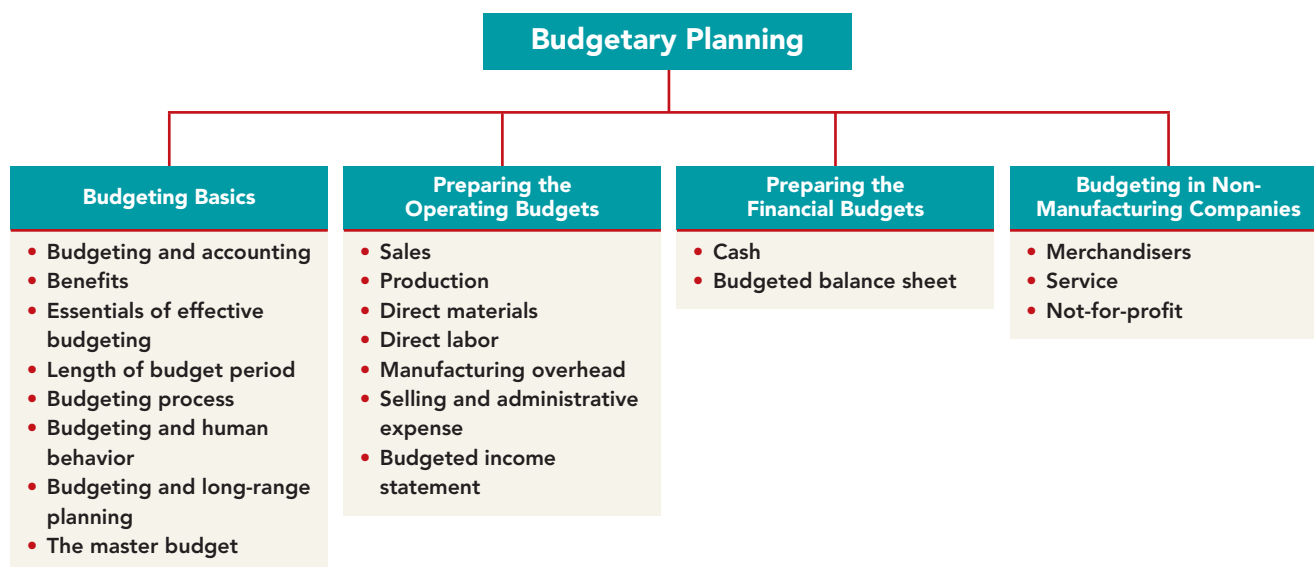 Budgetary Planning
Budgeting Basics
• Budgeting and accounting
• Benefits
• Essentials of effective
budgeting
• Length of budget period
• Budgeting process
• Budgeting and human
behavior
• Budgeting and long-range
planning
• The master budget
Preparing the
Operating Budgets
• Sales
• Production
• Direct materials
• Direct labor
• Manufacturing overhead
• Selling and administrative
expense
• Budgeted income
statement
Preparing the
Financial Budgets
• Cash
• Budgeted balance sheet
Budgeting in Non-
Manufacturing Companies
• Merchandisers
• Service
• Not-for-profit